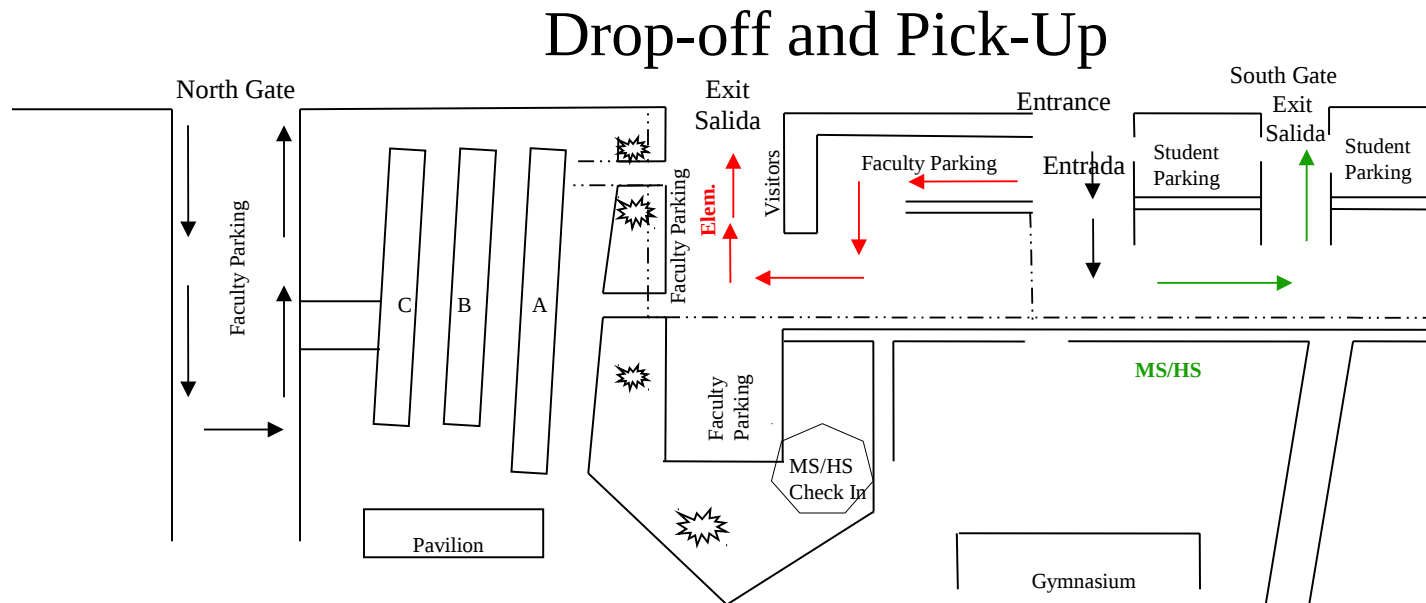 Drop-off and Pick-Up
North Gate
Exit
Salida
Entrance
Entrada
South Gate
Exit
Salida
Student
Parking
Student
Parking
Faculty Parking
Visitors
Faculty Parking
Elem.
Faculty Parking
C
B
A
MS/HS
Faculty
Parking
MS/HS
Check In
Pavilion
Gymnasium